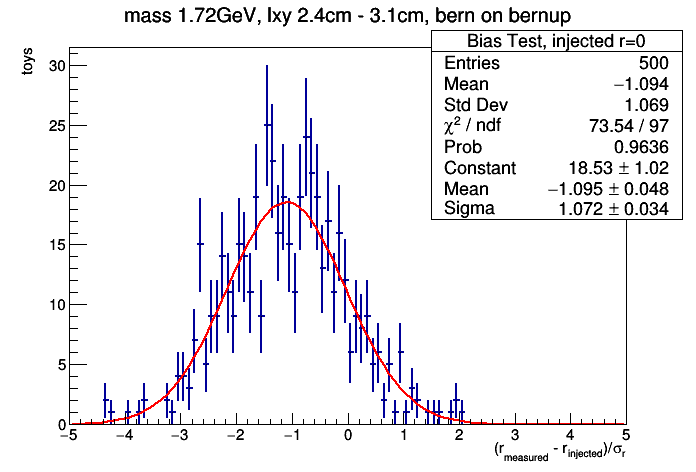 mass 1.72GeV, lxy 2.4cm - 3.1cm, bern on bernup
Bias Test, injected r=0
Entries 500
Mean −1.094
Std Dev 1.069
χ² / ndf 73.54 / 97
Prob 0.9636
Constant 18.53 ± 1.02
Mean −1.095 ± 0.048
Sigma 1.072 ± 0.034
toys
30
25
20
15
10
5
0
−5 −4 −3 −2 −1 0 1 2 3 4 5
(r_measured - r_injected)/σ_r